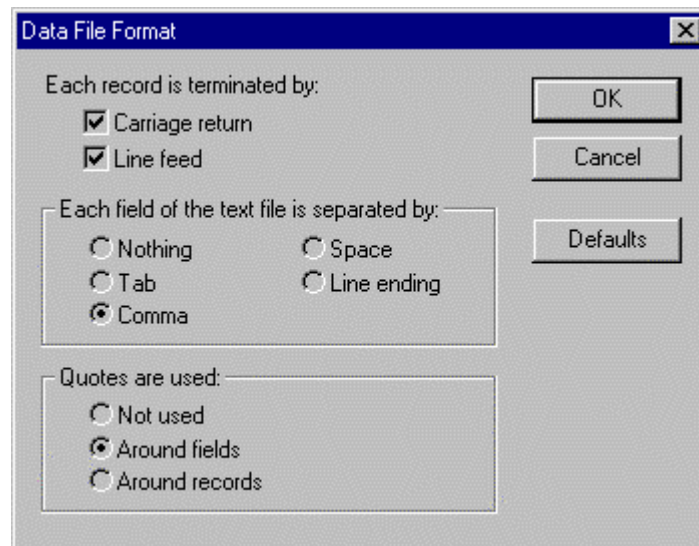 Data File Format
Each record is terminated by:
Carriage return
Line feed
OK
Cancel
Defaults
Each field of the text file is separated by:
Nothing
Space
Tab
Line ending
Comma
Quotes are used:
Not used
Around fields
Around records